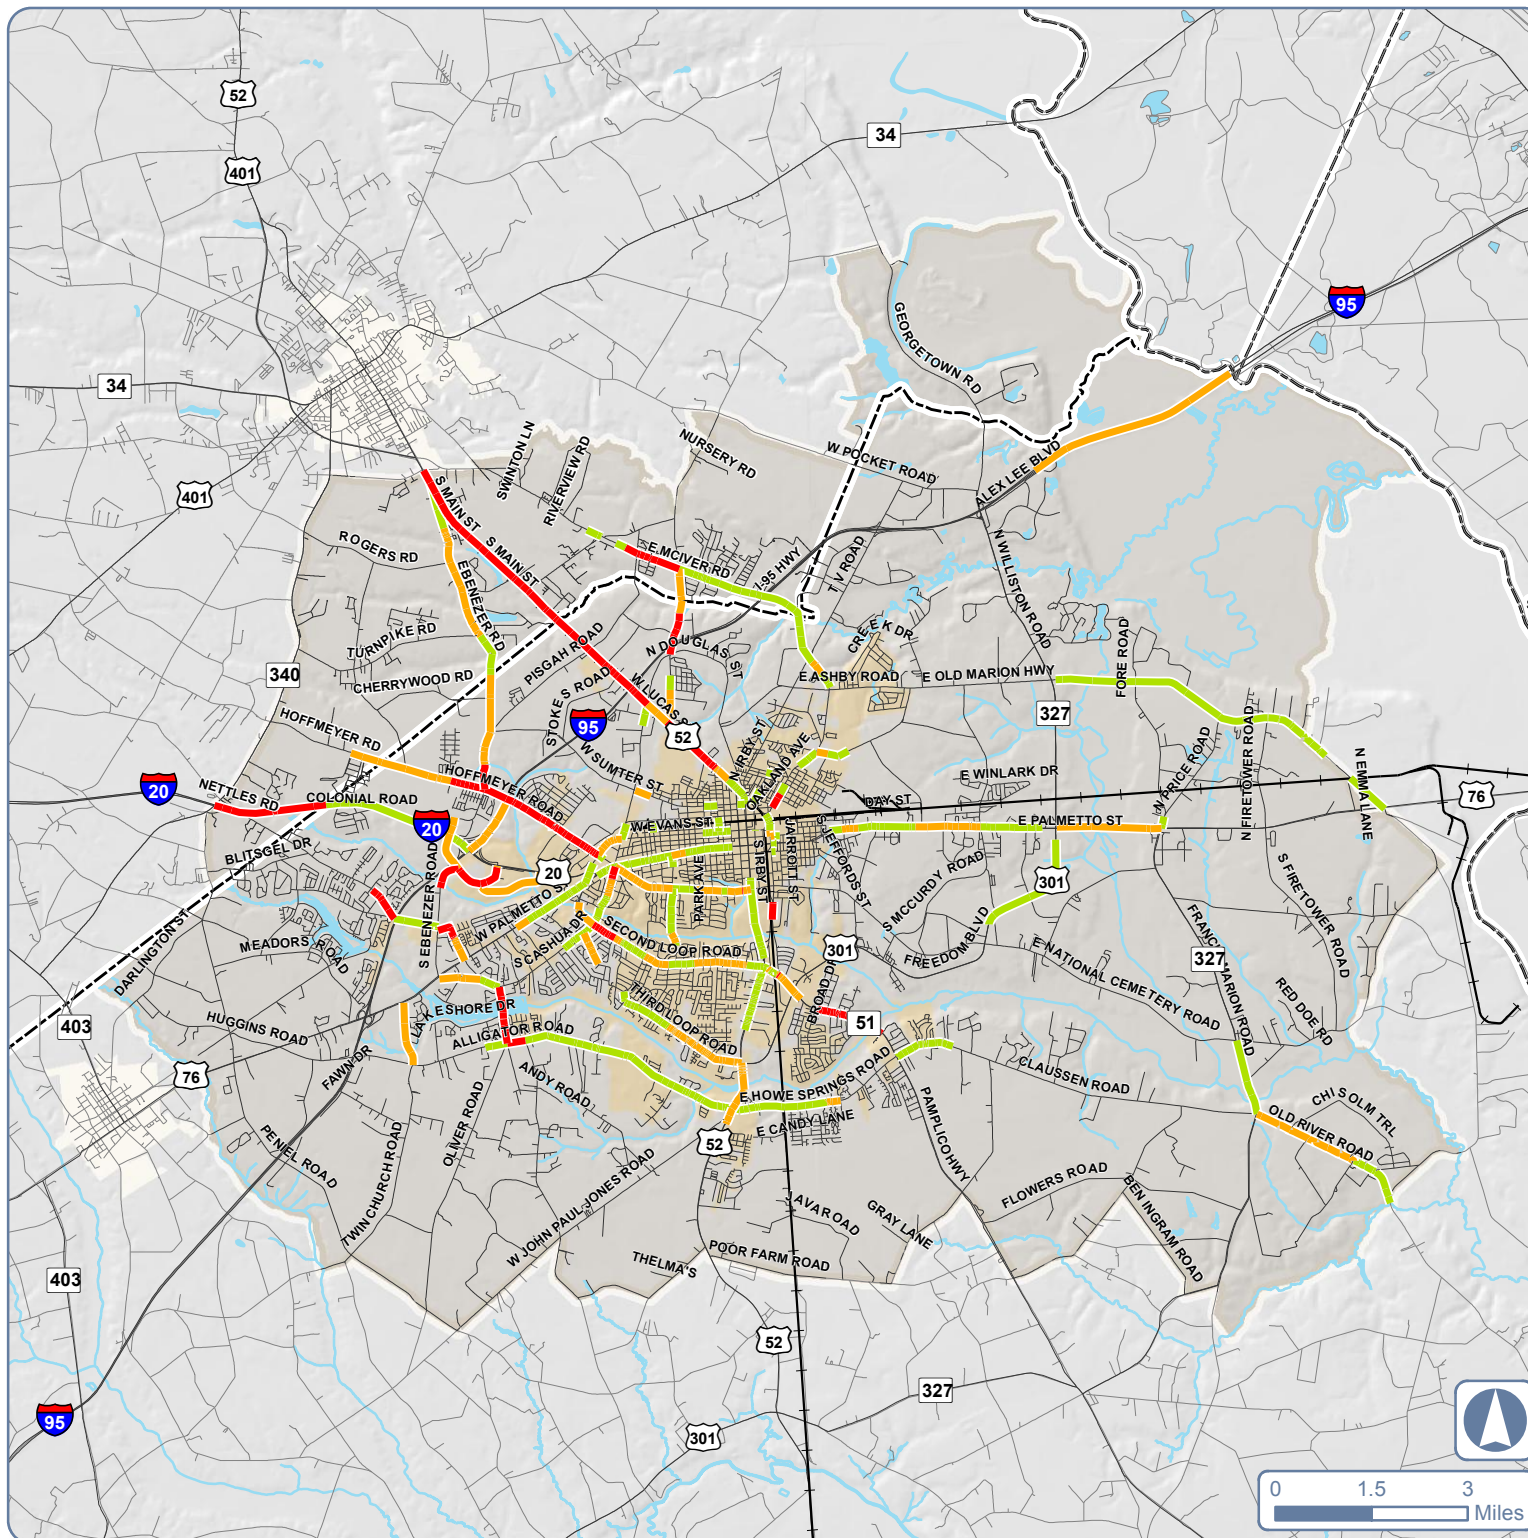 52
34
401
95
GEORGETOWN RD
34
SWINTON LN
NURSERY RD
RIVERVIEW RD
W POCKET ROAD
ALEX LEE BLVD
401
S MAIN ST
ROGERS RD
S MAIN ST
E MCIVER RD
I-95 HWY
T V ROAD
N WILLISTON ROAD
EBENEZER RD
TURNPIKE RD
PISGAH ROAD
N DOUGLAS ST
CREEK DR
FORE ROAD
340
CHERRYWOOD RD
STOKES ROAD
E ASHBY ROAD
E OLD MARION HWY
W LUCAS S
327
HOFFMEYER RD
95
52
N IRBY ST
OAKLAND AVE
N PRICE ROAD
N FIRETOWER ROAD
N EMMA LANE
W SUMTER ST
E WINLARK DR
20
NETTLES RD
COLONIAL ROAD
HOFFMEYER ROAD
DAY ST
76
20
W EVANS ST
E PALMETTO ST
BLITSGEL DR
S EBENEZER ROAD
20
PARK AVE
S IRBY ST
JARROTT ST
S JEFFORDS ST
S MCCURDY ROAD
301
S FIRETOWER ROAD
W PALMETTO S
DARLINGTON ST
MEADORS ROAD
S CASHUA DR
SECOND LOOP ROAD
301
FREEDOM BLVD
FRANCIS MARION ROAD
327
E NATIONAL CEMETERY ROAD
RED DOE RD
403
HUGGINS ROAD
LAKESHORE DR
THIRD LOOP ROAD
BROAD DR
51
ALLIGATOR ROAD
76
FAWN DR
ANDY ROAD
E HOWE SPRINGS ROAD
CLAUSSEN ROAD
CHISOLM TRL
OLD RIVER ROAD
E CANDY LANE
PAMPLICO HWY
52
PENIEL ROAD
TWIN CHURCH ROAD
OLIVER ROAD
W JOHN PAUL JONES ROAD
FLOWERS ROAD
BEN INGRAM ROAD
JAVA ROAD
GRAY LANE
THELMA'S
POOR FARM ROAD
403
52
327
95
301
0 1.5 3
Miles